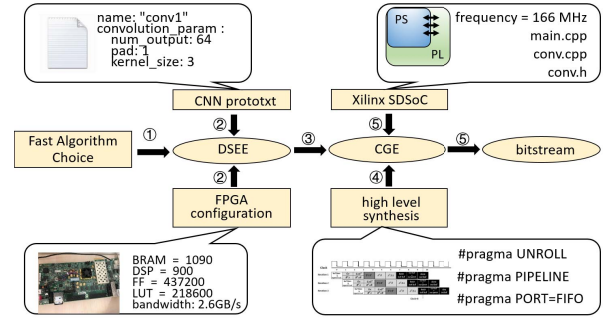 name: "conv1"
convolution_param :
num_output: 64
pad: 1
kernel_size: 3
PS
PL
frequency = 166 MHz
main.cpp
conv.cpp
conv.h
CNN prototxt
Xilinx SDSoC
②
⑤
Fast Algorithm
Choice
①
DSEE
③
CGE
⑤
bitstream
②
④
FPGA
configuration
high level
synthesis
BRAM = 1090
DSP = 900
FF = 437200
LUT = 218600
bandwidth: 2.6GB/s
#pragma UNROLL
#pragma PIPELINE
#pragma PORT=FIFO